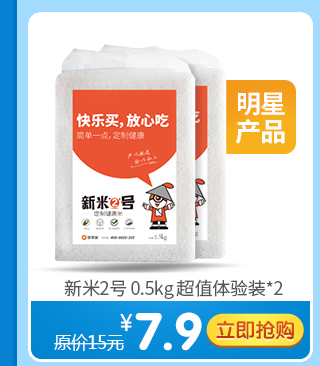 快乐买，放心吃
简单一点，定制健康
新米2号
定制健康米
0.5kg
明星
产品
新米2号 0.5kg 超值体验装*2
原价15元
¥7.9
立即抢购